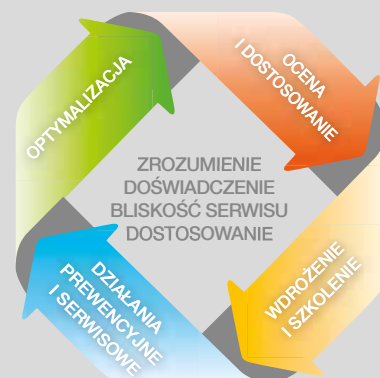 OPTYMALIZACJA
OCENA
I DOSTOSOWANIE
ZROZUMIENIE
DOŚWIADCZENIE
BLISKOŚĆ SERWISU
DOSTOSOWANIE
WDROŻENIE
I SZKOLENIE
DZIAŁANIA
PREWENCYJNE
I SERWISOWE